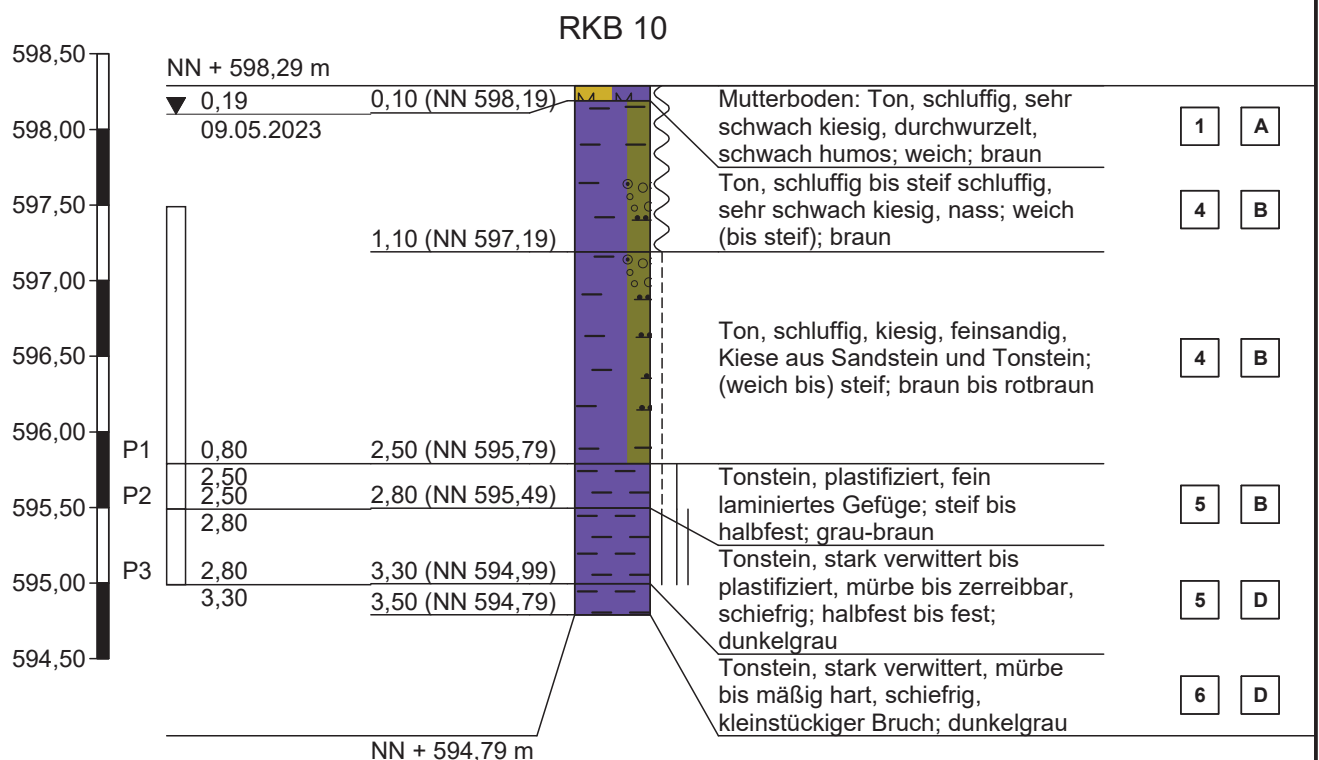 RKB 10
598,50
598,00
597,50
597,00
596,50
596,00
595,50
595,00
594,50
NN + 598,29 m
0,19
09.05.2023
P1
0,80
2,50
P2
2,50
2,80
P3
2,80
3,30
0,10 (NN 598,19)
1,10 (NN 597,19)
2,50 (NN 595,79)
2,80 (NN 595,49)
3,30 (NN 594,99)
3,50 (NN 594,79)
NN + 594,79 m
Mutterboden: Ton, schluffig, sehr
schwach kiesig, durchwurzelt,
schwach humos; weich; braun
1 A
Ton, schluffig bis steif schluffig,
sehr schwach kiesig, nass; weich
(bis steif); braun
4 B
Ton, schluffig, kiesig, feinsandig,
Kiese aus Sandstein und Tonstein;
(weich bis) steif; braun bis rotbraun
4 B
Tonstein, plastifiziert, fein
laminiertes Gefüge; steif bis
halbfest; grau-braun
5 B
Tonstein, stark verwittert bis
plastifiziert, mürbe bis zerreibbar,
schiefrig; halbfest bis fest;
dunkelgrau
5 D
Tonstein, stark verwittert, mürbe
bis mäßig hart, schiefrig,
kleinstückiger Bruch; dunkelgrau
6 D